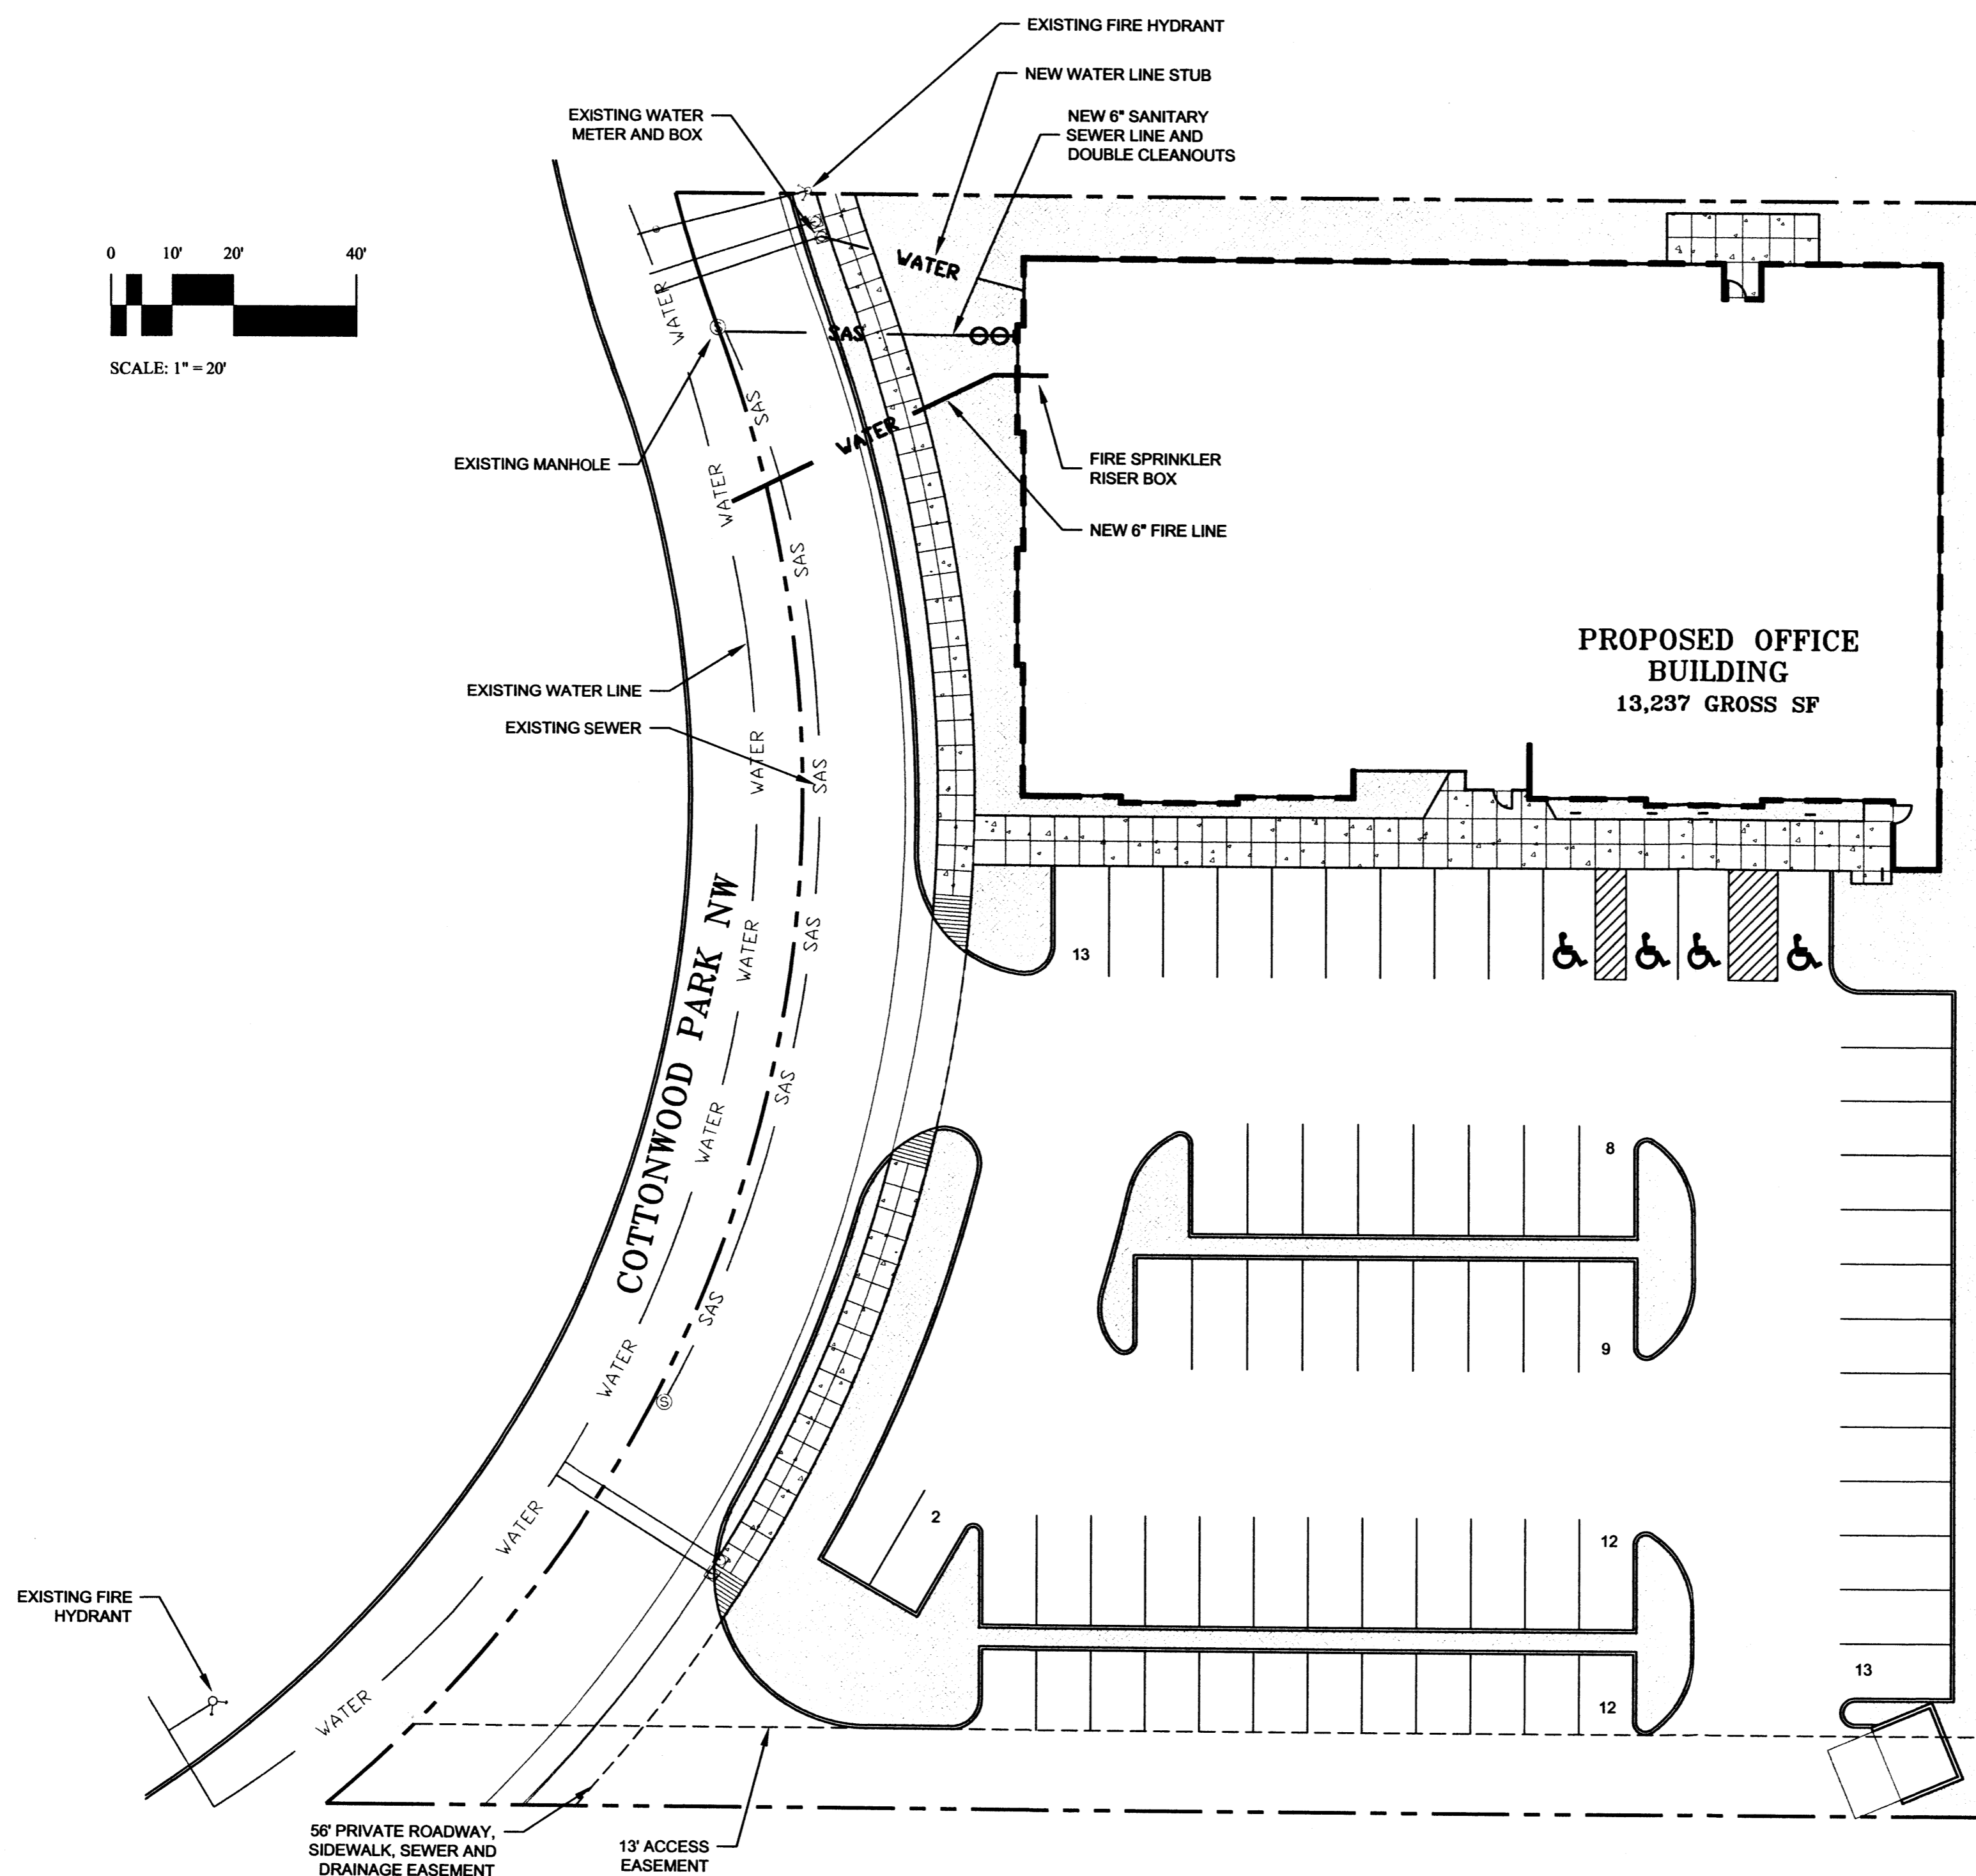 EXISTING FIRE HYDRANT
NEW WATER LINE STUB
EXISTING WATER
METER AND BOX
NEW 6" SANITARY
SEWER LINE AND
DOUBLE CLEANOUTS
0 10' 20' 40'
SCALE: 1" = 20'
WATER
WATER
SAS
SAS
WATER
EXISTING MANHOLE
FIRE SPRINKLER
RISER BOX
WATER
NEW 6" FIRE LINE
SAS
PROPOSED OFFICE
BUILDING
13,237 GROSS SF
EXISTING WATER LINE
EXISTING SEWER
WATER
SAS
COTTONWOOD PARK NW
WATER
SAS
13
WATER
SAS
8
SAS
WATER
9
S
S
2
12
WATER
EXISTING FIRE
HYDRANT
WATER
13
12
56' PRIVATE ROADWAY,
SIDEWALK, SEWER AND
DRAINAGE EASEMENT
13' ACCESS
EASEMENT